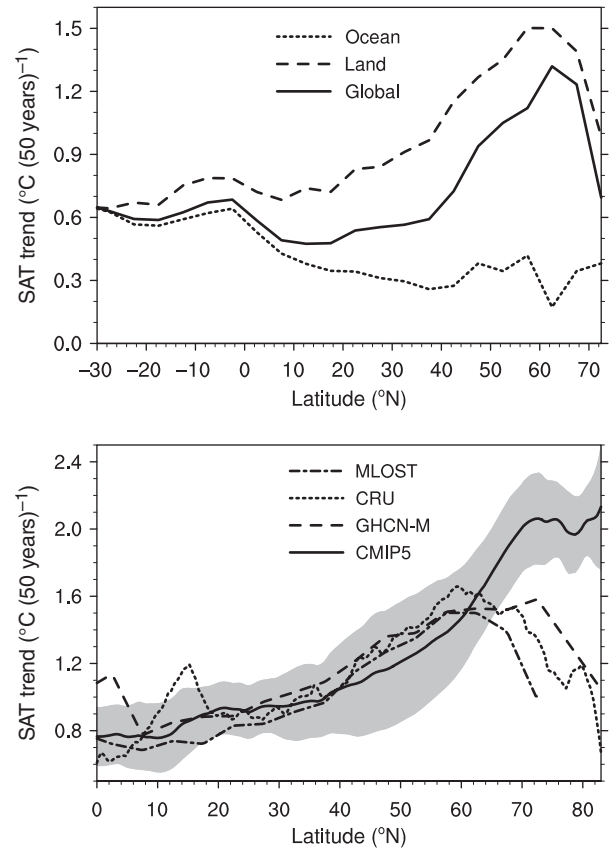 1.5
1.2
0.9
0.6
0.3
0.0
SAT trend (°C (50 years)⁻¹)
Ocean
Land
Global
−30 −20 −10 0 10 20 30 40 50 60 70
Latitude (°N)
2.4
2.0
1.6
1.2
0.8
SAT trend (°C (50 years)⁻¹)
MLOST
CRU
GHCN-M
CMIP5
0 10 20 30 40 50 60 70 80
Latitude (°N)